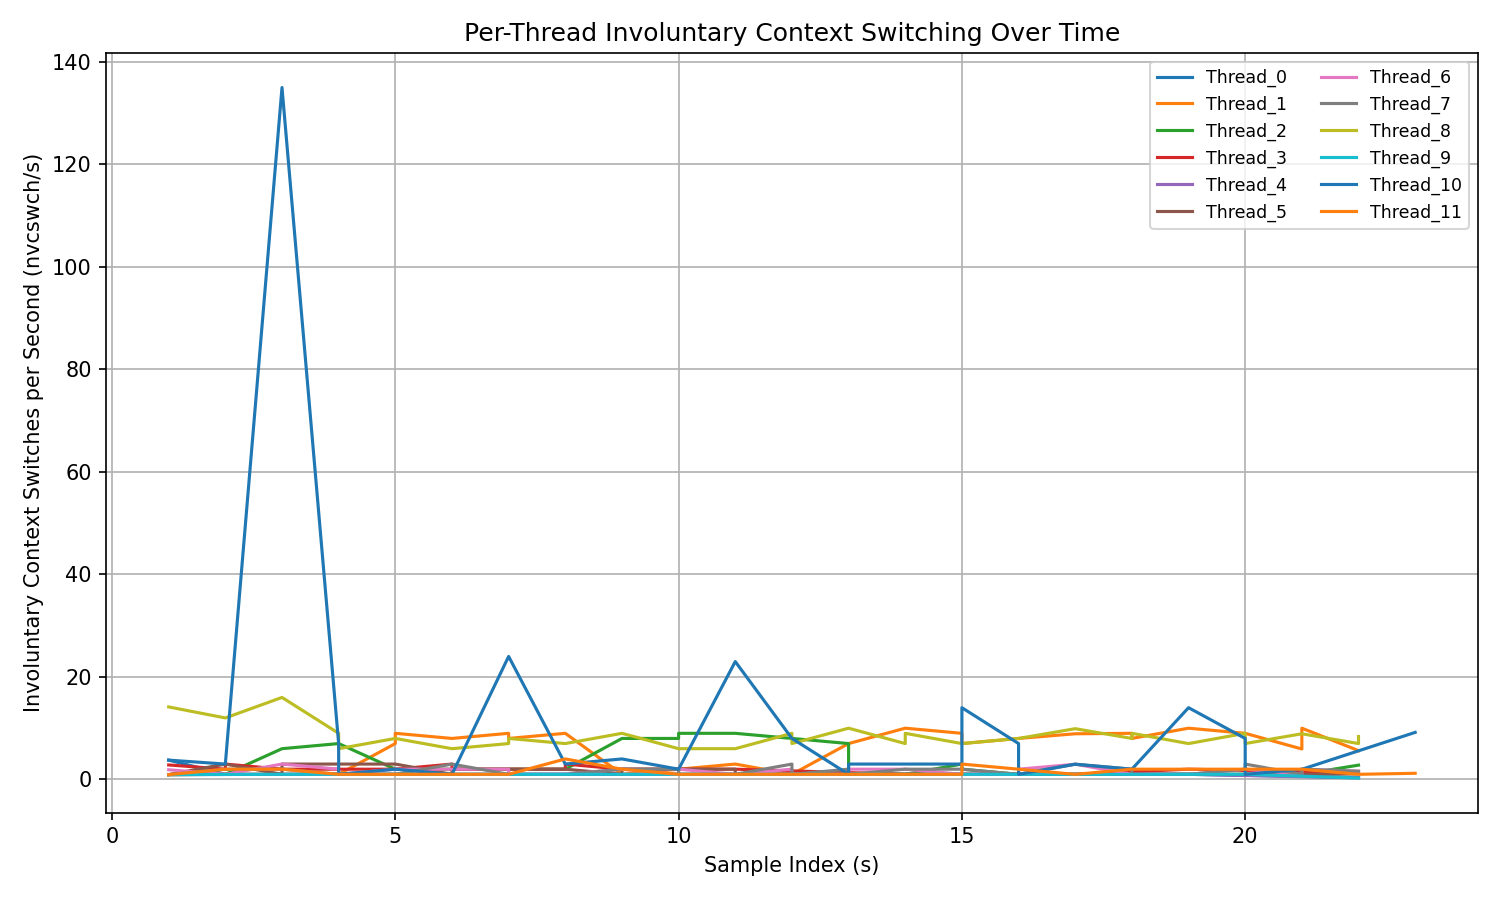 Per-Thread Involuntary Context Switching Over Time
Involuntary Context Switches per Second (nvcswch/s)
140
120
100
80
60
40
20
0
Thread_0
Thread_1
Thread_2
Thread_3
Thread_4
Thread_5
Thread_6
Thread_7
Thread_8
Thread_9
Thread_10
Thread_11
0
5
10
15
20
Sample Index (s)